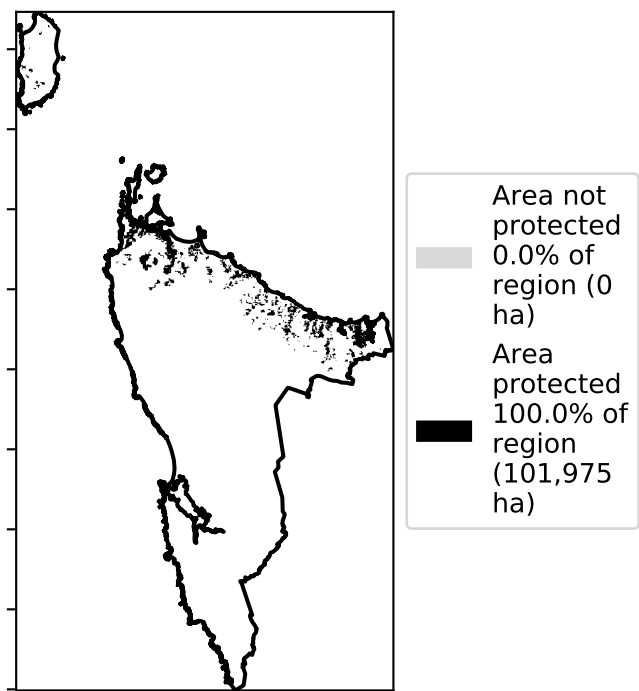 Area not
protected
0.0% of
region (0
ha)
Area
protected
100.0% of
region
(101,975
ha)